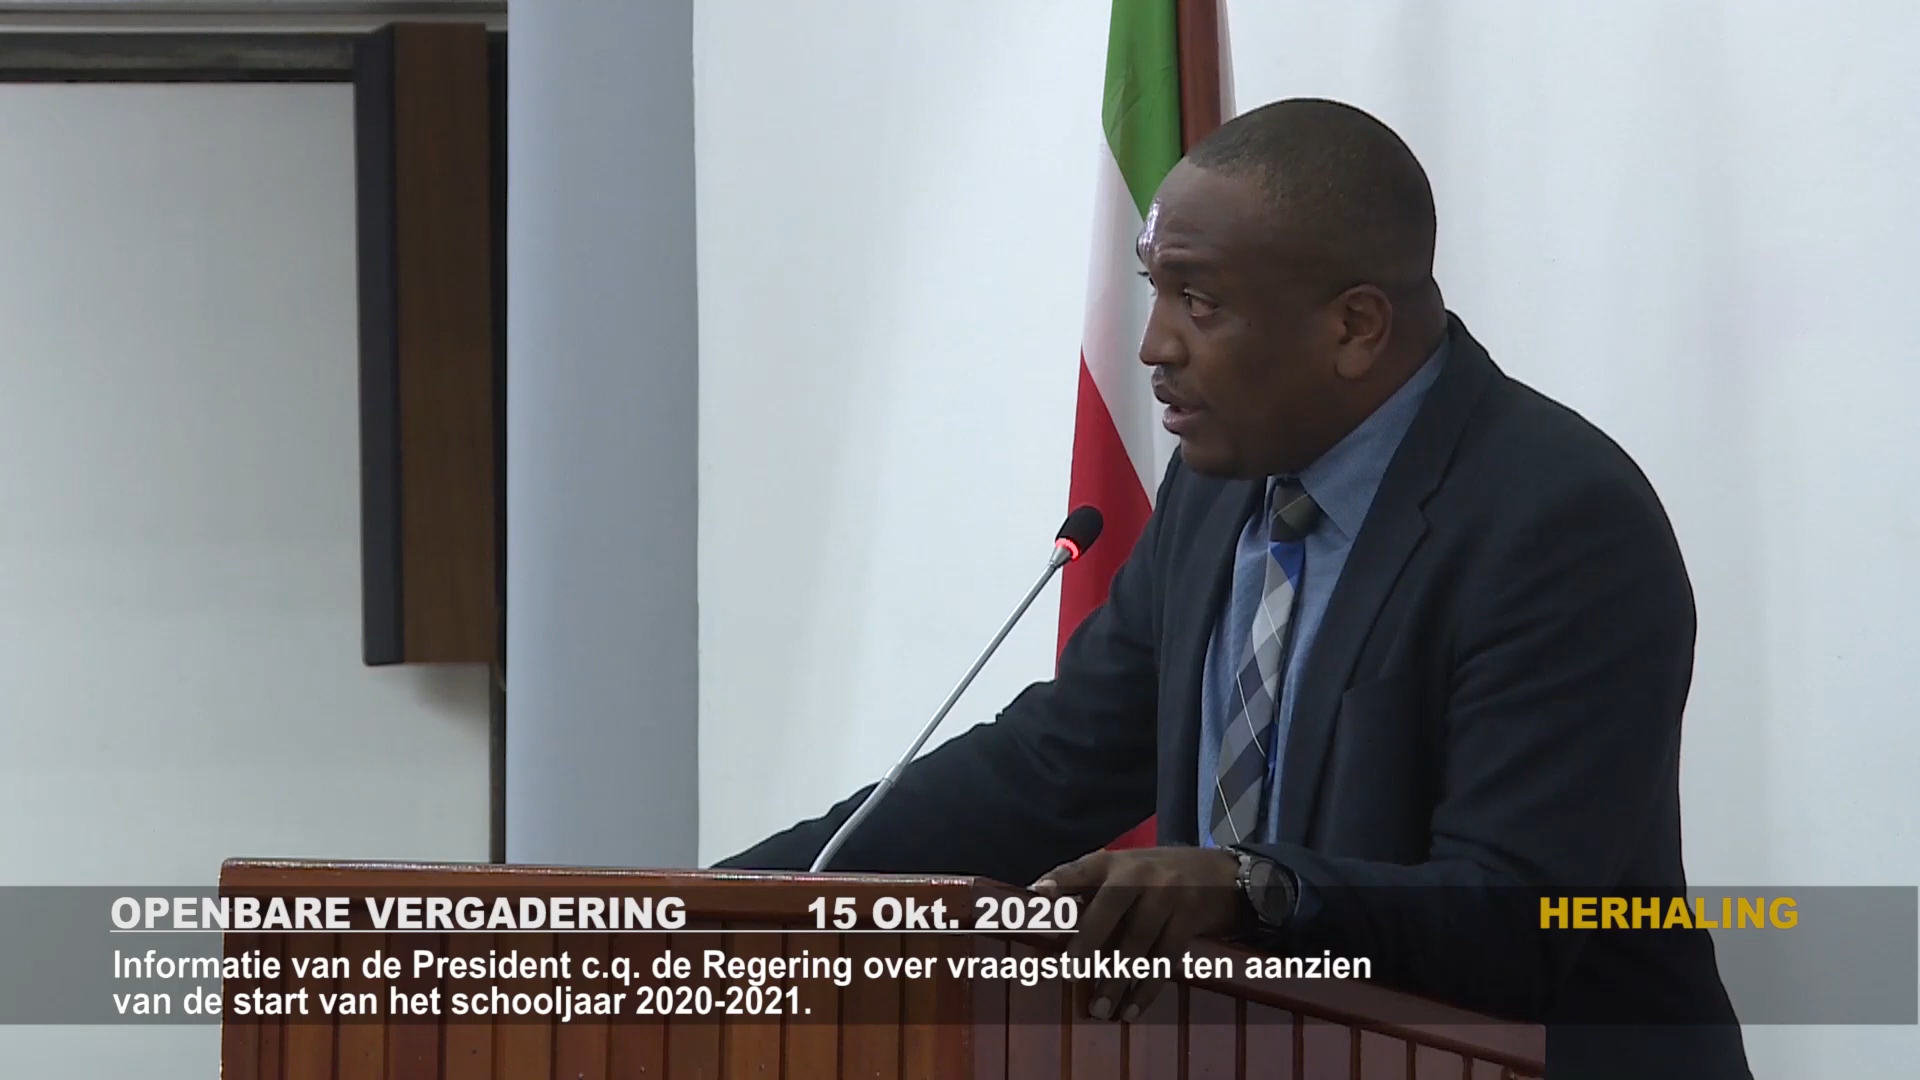 OPENBARE VERGADERING 15 Okt. 2020 HERHALING
Informatie van de President c.q. de Regering over vraagstukken ten aanzien
van de start van het schooljaar 2020-2021.